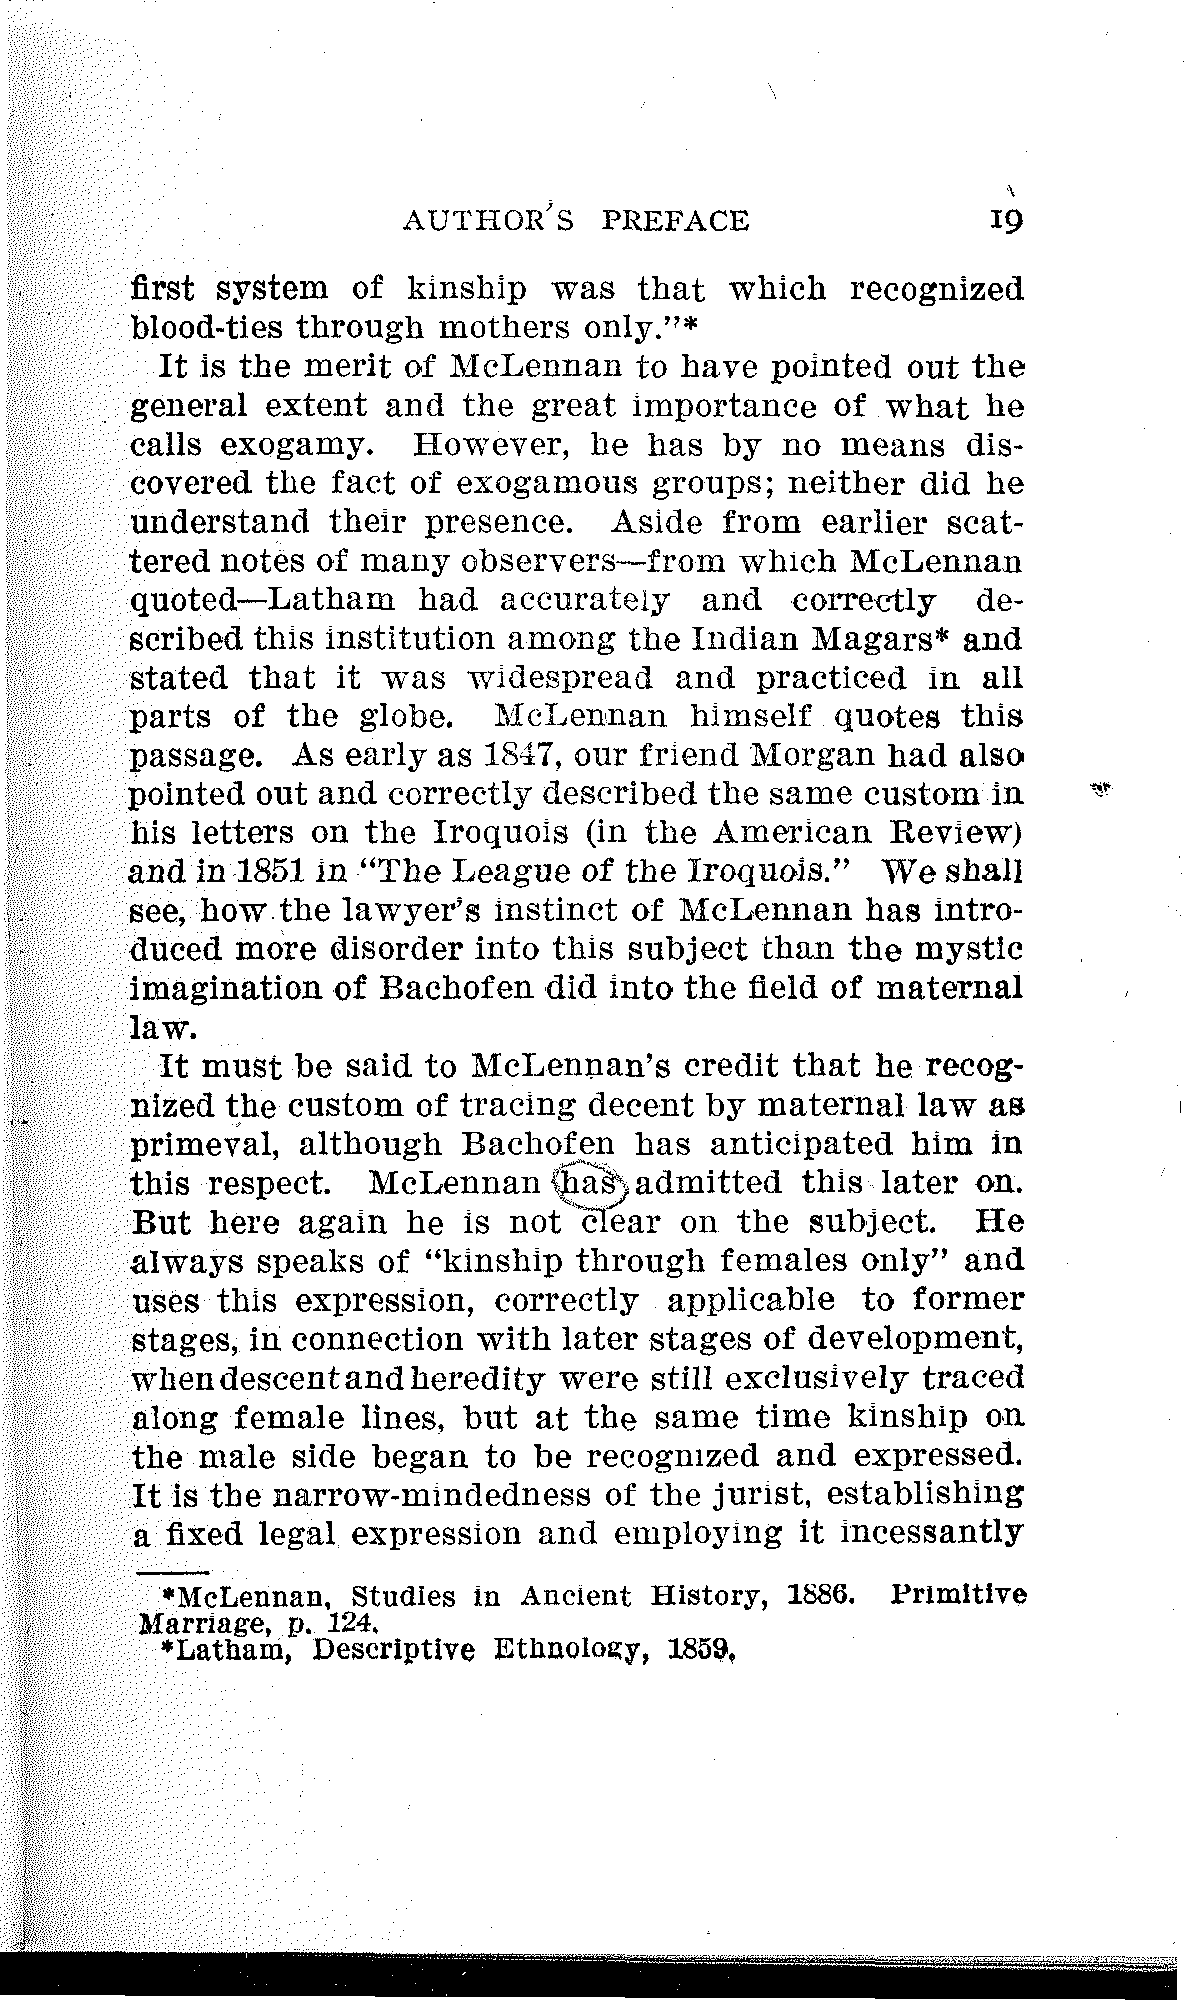 AUTHOR'S PREFACE 19
first system of kinship was that which recognized
blood-ties through mothers only."*
It is the merit of McLennan to have pointed out the
general extent and the great importance of what he
calls exogamy. However, he has by no means dis-
covered the fact of exogamous groups; neither did he
understand their presence. Aside from earlier scat-
tered notes of many observers—from which McLennan
quoted—Latham had accurately and correctly de-
scribed this institution among the Indian Magars* and
stated that it was widespread and practiced in all
parts of the globe. McLennan himself quotes this
passage. As early as 1847, our friend Morgan had also
pointed out and correctly described the same custom in
his letters on the Iroquois (in the American Review)
and in 1851 in "The League of the Iroquois." We shall
see, how the lawyer's instinct of McLennan has intro-
duced more disorder into this subject than the mystic
imagination of Bachofen did into the field of maternal
law.
It must be said to McLennan's credit that he recog-
nized the custom of tracing decent by maternal law as
primeval, although Bachofen has anticipated him in
this respect. McLennan has admitted this later on.
But here again he is not clear on the subject. He
always speaks of "kinship through females only" and
uses this expression, correctly applicable to former
stages, in connection with later stages of development,
when descent and heredity were still exclusively traced
along female lines, but at the same time kinship on
the male side began to be recognized and expressed.
It is the narrow-mindedness of the jurist, establishing
a fixed legal expression and employing it incessantly
*McLennan, Studies in Ancient History, 1886. Primitive
Marriage, p. 124.
*Latham, Descriptive Ethnology, 1859.